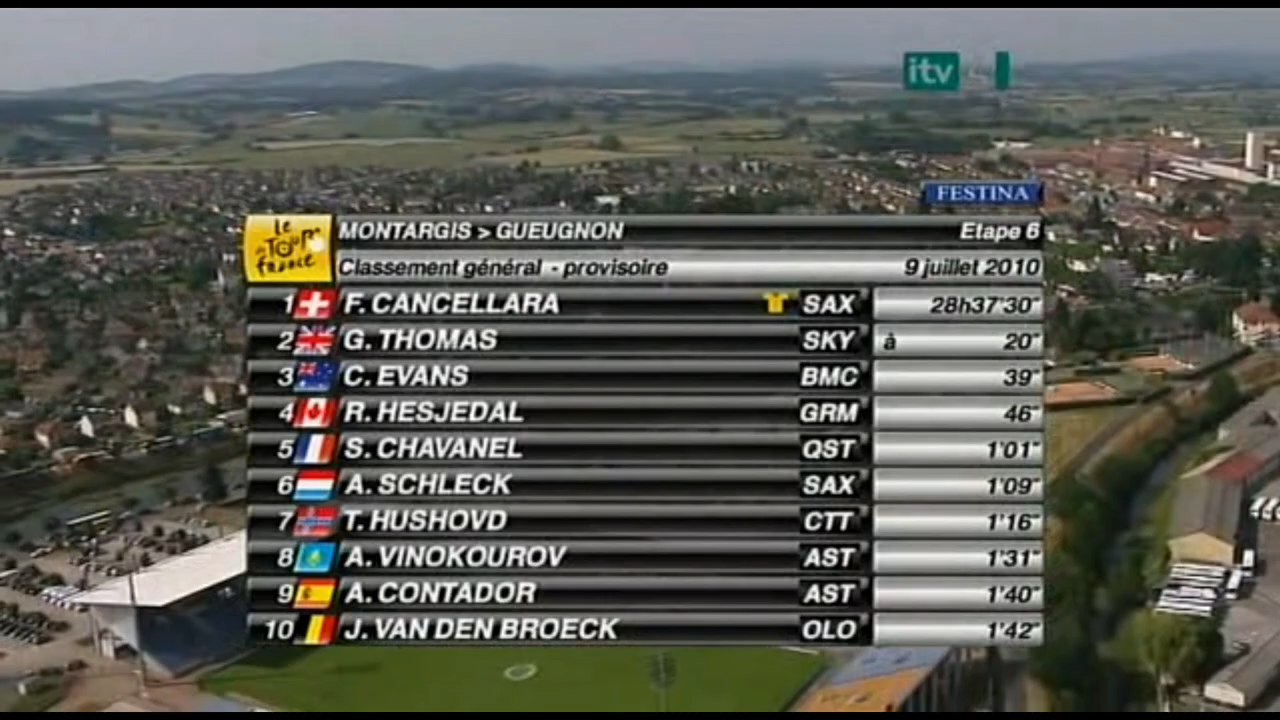 itv
FESTINA
le TOUR de france
MONTARGIS > GUEUGNON Etape 6
Classement général - provisoire 9 juillet 2010
1 F. CANCELLARA SAX 28h37'30"
2 G. THOMAS SKY à 20"
3 C. EVANS BMC 39"
4 R. HESJEDAL GRM 46"
5 S. CHAVANEL QST 1'01"
6 A. SCHLECK SAX 1'09"
7 T. HUSHOVD CTT 1'16"
8 A. VINOKOUROV AST 1'31"
9 A. CONTADOR AST 1'40"
10 J. VAN DEN BROECK OLO 1'42"